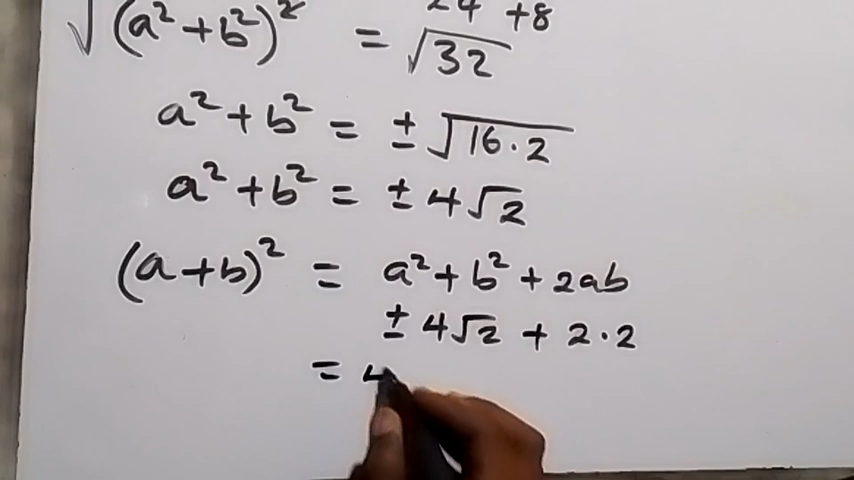 24 +8
√(a²+b²)² = √32
a²+b² = ±√16·2
a²+b² = ±4√2
(a+b)² = a²+b²+2ab
±4√2 + 2·2
= 4